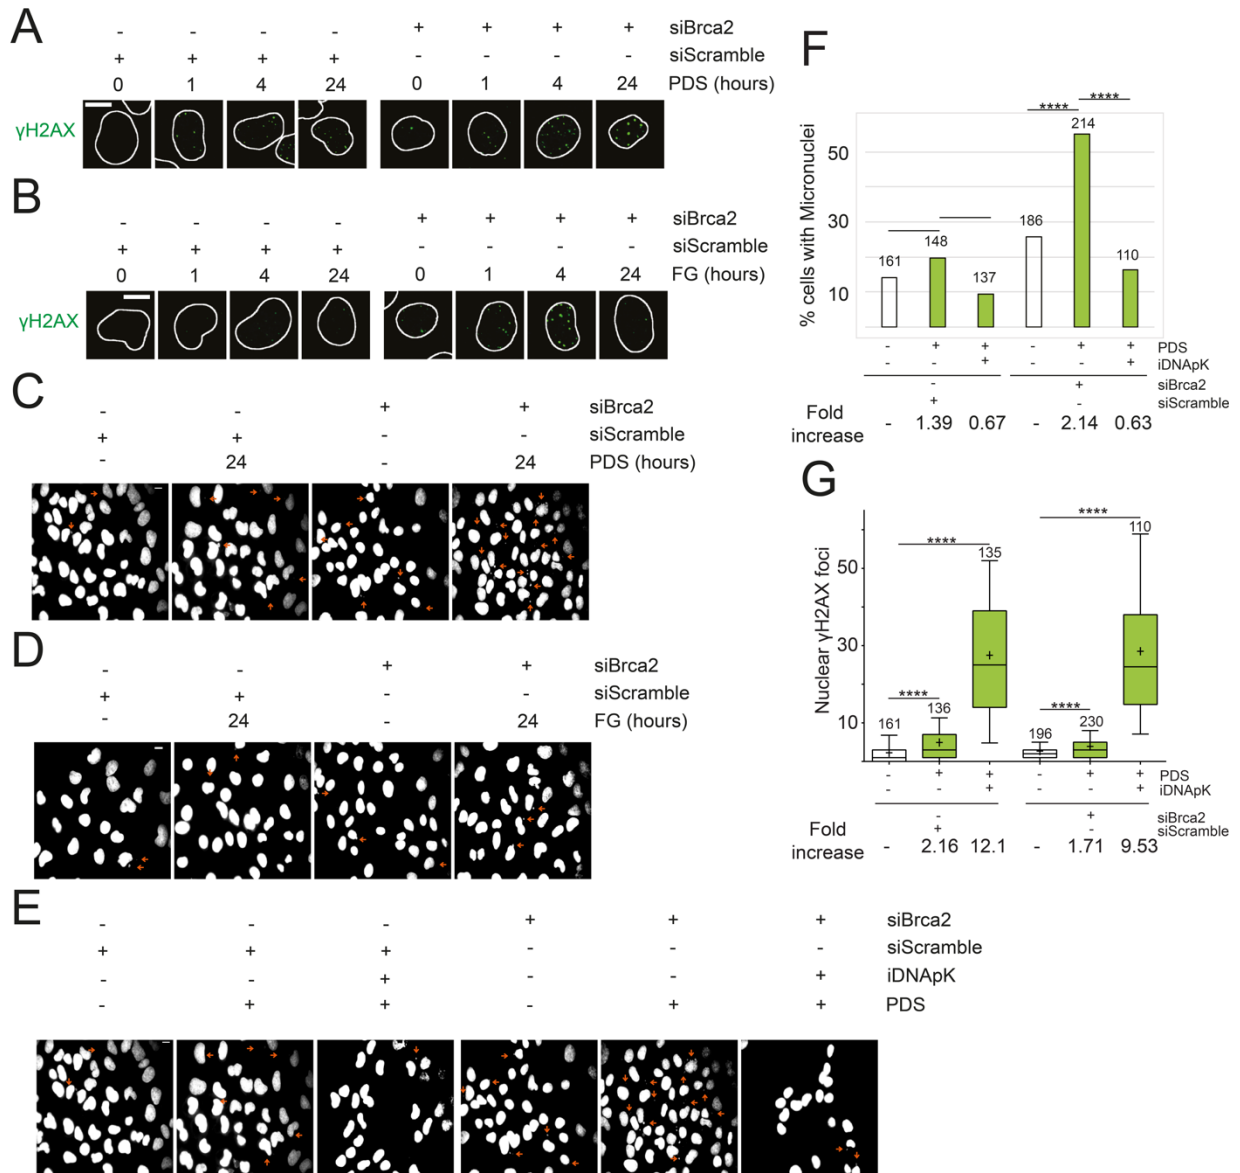 A
- - - - + + + + siBrca2
+ + + + - - - - siScramble
0 1 4 24 0 1 4 24 PDS (hours)
γH2AX
B
- - - - + + + + siBrca2
+ + + + - - - - siScramble
0 1 4 24 0 1 4 24 FG (hours)
γH2AX
C
- - + + siBrca2
+ + - - siScramble
- 24 - 24 PDS (hours)
D
- - + + siBrca2
+ + - - siScramble
- 24 - 24 FG (hours)
E
- - - + + + siBrca2
+ + + - - - siScramble
- - + - - + iDNApK
- + + - + + PDS
F
% cells with Micronuclei
50
30
10
**** ****
161 148 137 186 214 110
- + + - + + PDS
- - + - - + iDNApK
- + siBrca2
+ - siScramble
Fold
increase
- 1.39 0.67 - 2.14 0.63
G
Nuclear γH2AX foci
50
30
10
**** **** **** ****
161 136 135 196 230 110
- + + - + + PDS
- - + - - + iDNApK
- + siBrca2
+ - siScramble
Fold
increase
- 2.16 12.1 - 1.71 9.53